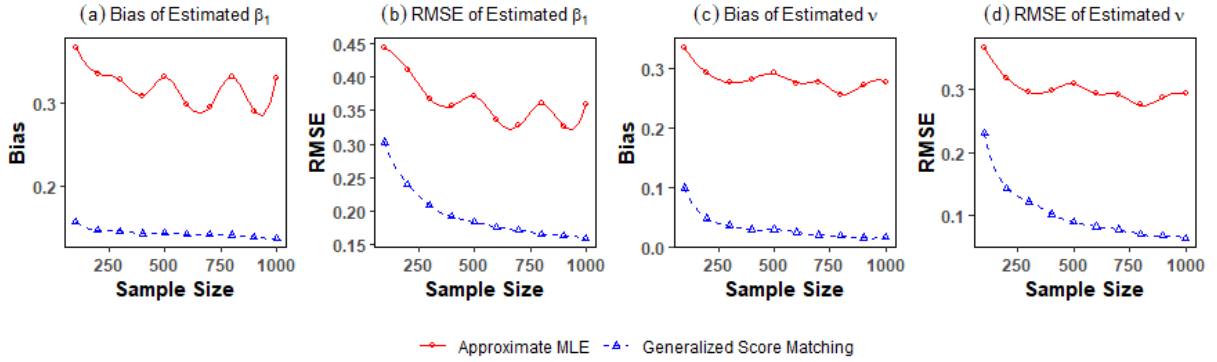 (a) Bias of Estimated β1
(b) RMSE of Estimated β1
(c) Bias of Estimated ν
(d) RMSE of Estimated ν
Bias
0.3
0.2
250 500 750 1000
Sample Size
RMSE
0.45
0.40
0.35
0.30
0.25
0.20
0.15
250 500 750 1000
Sample Size
Bias
0.3
0.2
0.1
0.0
250 500 750 1000
Sample Size
RMSE
0.3
0.2
0.1
250 500 750 1000
Sample Size
Approximate MLE
Generalized Score Matching